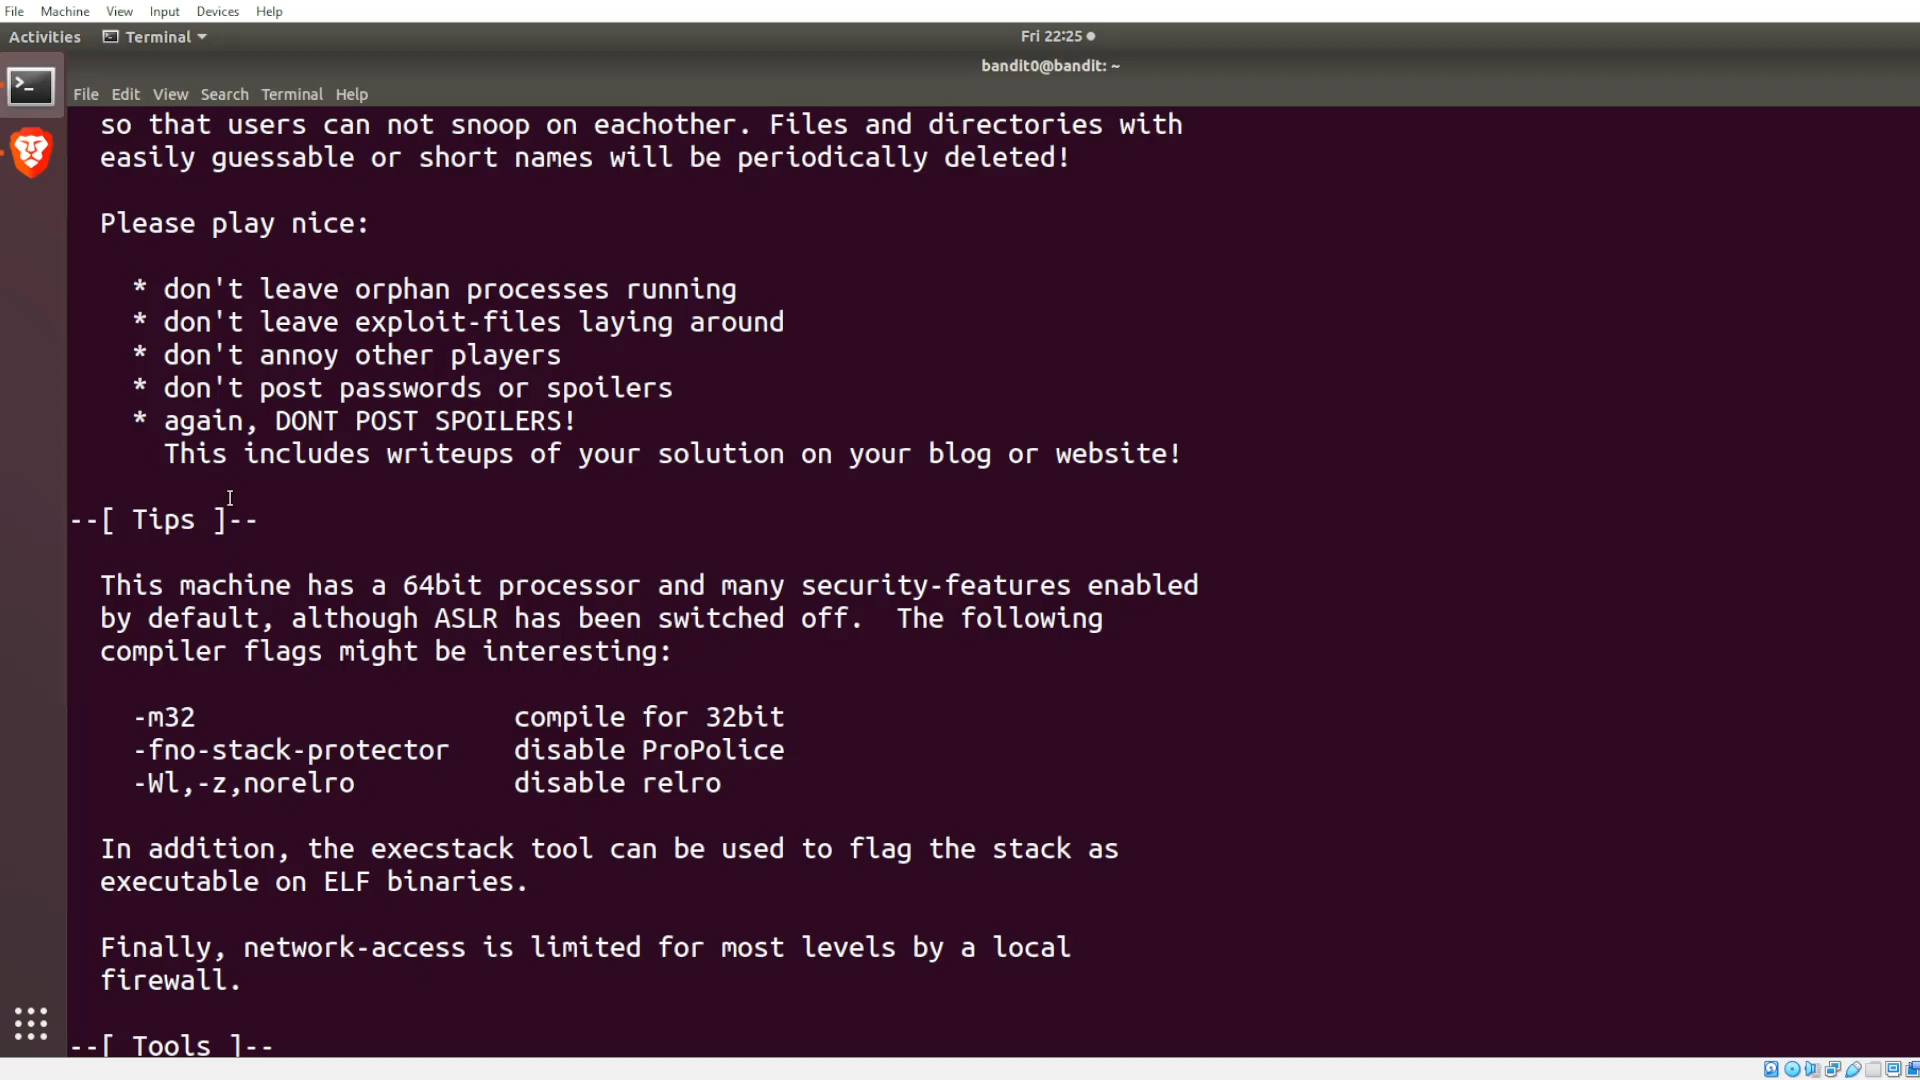 File Machine View Input Devices Help
Activities Terminal Fri 22:25
bandit0@bandit: ~
File Edit View Search Terminal Help
so that users can not snoop on eachother. Files and directories with
easily guessable or short names will be periodically deleted!
Please play nice:
* don't leave orphan processes running
* don't leave exploit-files laying around
* don't annoy other players
* don't post passwords or spoilers
* again, DONT POST SPOILERS!
This includes writeups of your solution on your blog or website!
--[ Tips ]--
This machine has a 64bit processor and many security-features enabled
by default, although ASLR has been switched off.  The following
compiler flags might be interesting:
-m32 compile for 32bit
-fno-stack-protector disable ProPolice
-Wl,-z,norelro disable relro
In addition, the execstack tool can be used to flag the stack as
executable on ELF binaries.
Finally, network-access is limited for most levels by a local
firewall.
--[ Tools ]--